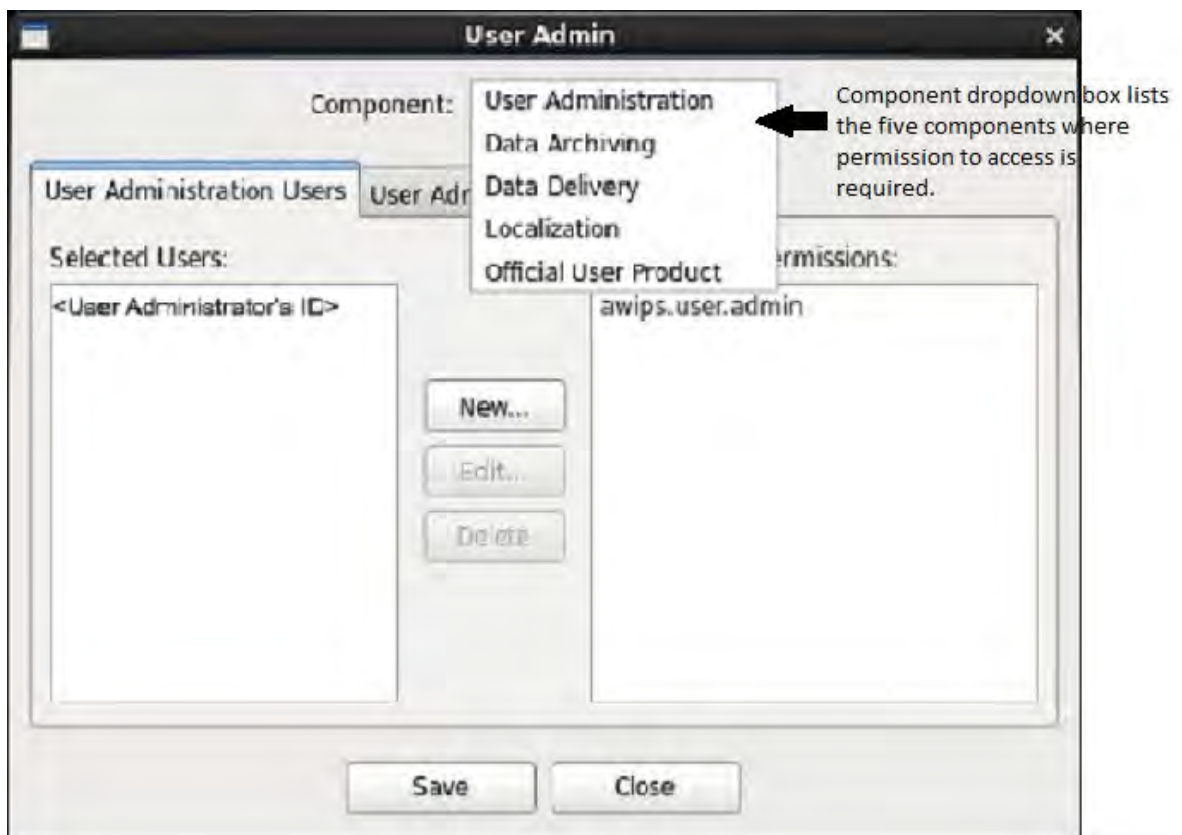 User Admin
Component:
User Administration
Data Archiving
Data Delivery
Localization
Official User Product
Component dropdown box lists
the five components where
permission to access is
required.
User Administration Users
User Adr
Selected Users:
ermissions:
<User Administrator's ID>
awips.user.admin
New...
Edit...
Delete
Save
Close